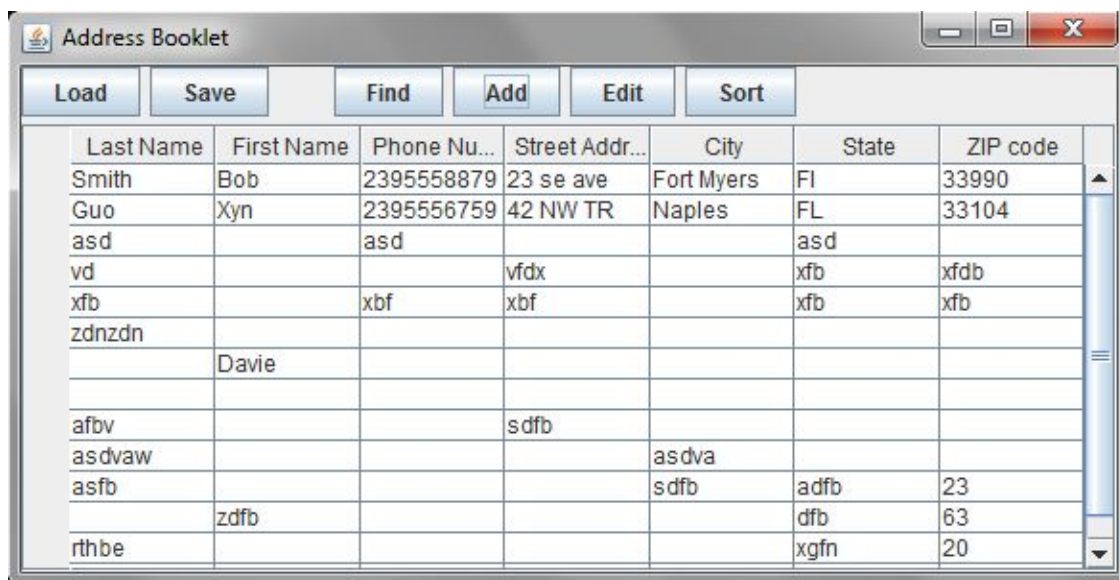 Address Booklet
Load Save Find Add Edit Sort
Last Name First Name Phone Nu... Street Addr... City State ZIP code
Smith Bob 2395558879 23 se ave Fort Myers Fl 33990
Guo Xyn 2395556759 42 NW TR Naples FL 33104
asd asd asd
vd vfdx xfb xfdb
xfb xbf xbf xfb xfb
zdnzdn
Davie
afbv sdfb
asdvaw asdva
asfb sdfb adfb 23
zdfb dfb 63
rthbe xgfn 20